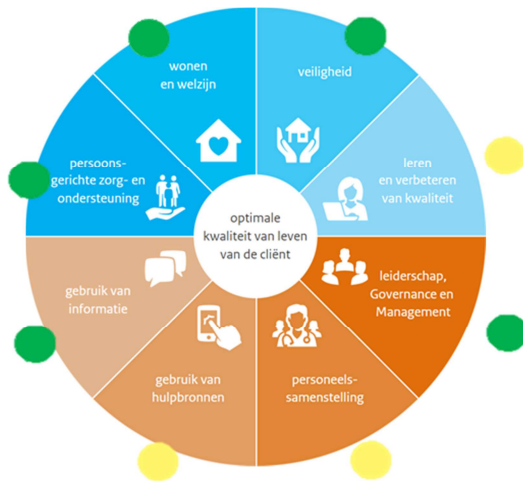 wonen
en welzijn
veiligheid
persoons-
gerichte zorg- en
ondersteuning
leren
en verbeteren
van kwaliteit
optimale
kwaliteit van leven
van de cliënt
gebruik van
informatie
leiderschap,
Governance en
Management
gebruik van
hulpbronnen
personeels-
samenstelling